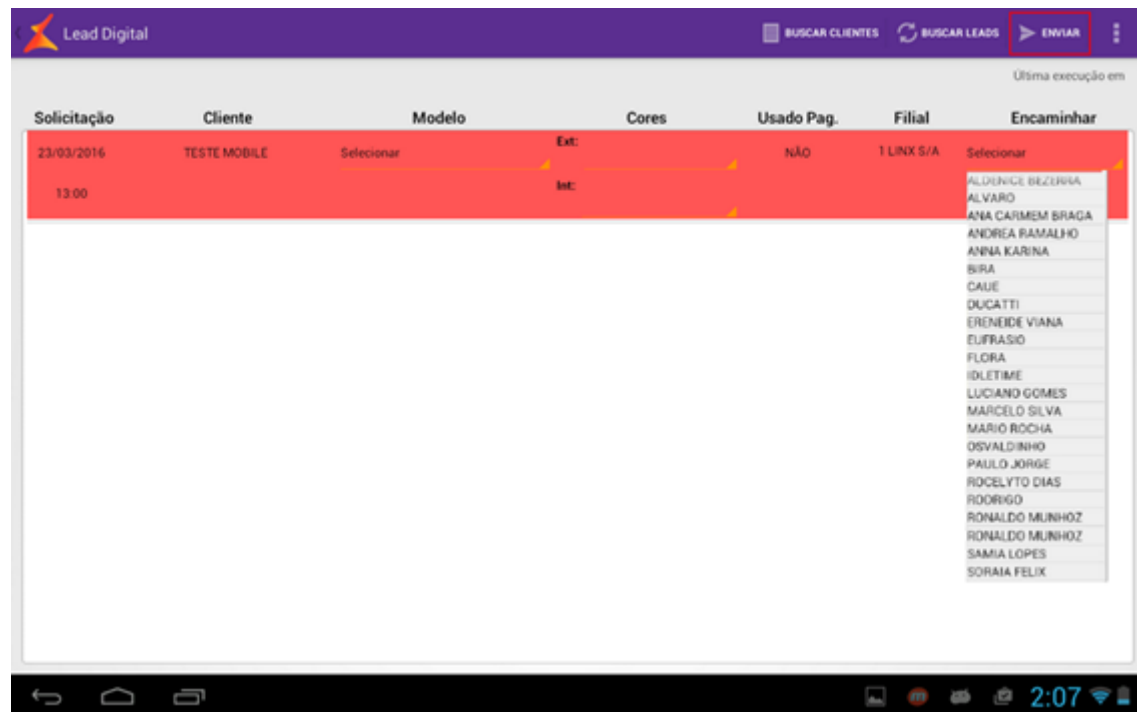 Lead Digital
BUSCAR CLIENTES
BUSCAR LEADS
ENVIAR
Última execução em
Solicitação Cliente Modelo Cores Usado Pag. Filial Encaminhar
23/03/2016 TESTE MOBILE Selecionar Ext: NÃO 1 LINX S/A Selecionar
13:00 Int:
ALDENICE BEZERRA
ALVARO
ANA CARMEM BRAGA
ANDREA RAMALHO
ANNA KARINA
BIRA
CAUE
DUCATTI
ERENEIDE VIANA
EUFRASIO
FLORA
IDLETIME
LUCIANO GOMES
MARCELO SILVA
MARIO ROCHA
OSVALDINHO
PAULO JORGE
ROCELYTO DIAS
RODRIGO
RONALDO MUNHOZ
RONALDO MUNHOZ
SAMIA LOPES
SORAIA FELIX
2:07